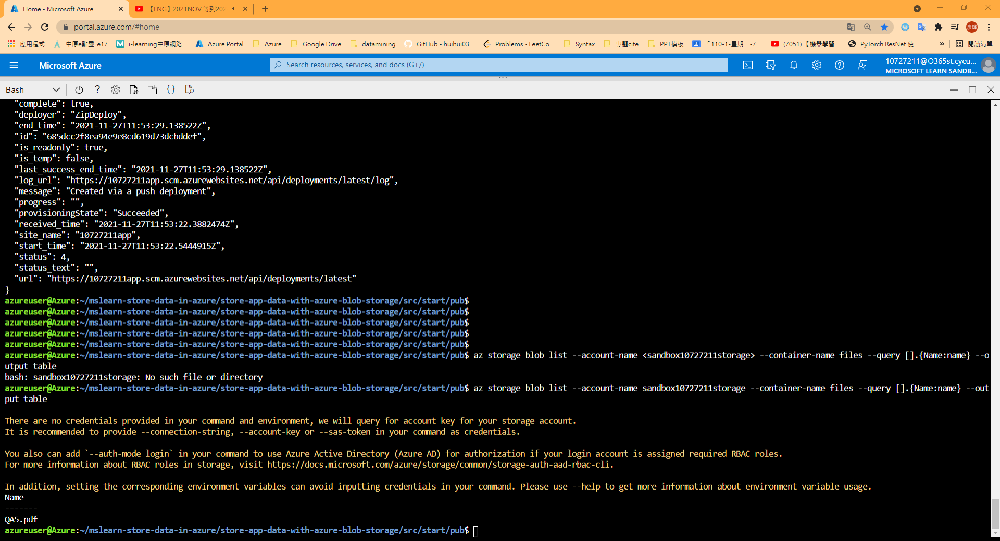 Home - Microsoft Azure
【LNG】2021NOV 等到202
portal.azure.com/#home
應用程式
中原e點靈_e17
i-learning中原網路...
Azure Portal
Azure
Google Drive
datamining
GitHub - huihui03...
Problems - LeetCo...
Syntax
專題cite
PPT模板
「110-1-星期一-7....
(7051) 【機器學習...
PyTorch ResNet 使...
»
閱讀清單
Microsoft Azure
Search resources, services, and docs (G+/)
10727211@O365st.cycu...
MICROSOFT LEARN SANDB...
Bash
"complete": true,
"deployer": "ZipDeploy",
"end_time": "2021-11-27T11:53:29.138522Z",
"id": "685dcc2f8ea94e9e8cd619d73dcbddef",
"is_readonly": true,
"is_temp": false,
"last_success_end_time": "2021-11-27T11:53:29.138522Z",
"log_url": "https://10727211app.scm.azurewebsites.net/api/deployments/latest/log",
"message": "Created via a push deployment",
"progress": "",
"provisioningState": "Succeeded",
"received_time": "2021-11-27T11:53:22.3882474Z",
"site_name": "10727211app",
"start_time": "2021-11-27T11:53:22.5444915Z",
"status": 4,
"status_text": "",
"url": "https://10727211app.scm.azurewebsites.net/api/deployments/latest"
}
azureuser@Azure:~/mslearn-store-data-in-azure/store-app-data-with-azure-blob-storage/src/start/pub$
azureuser@Azure:~/mslearn-store-data-in-azure/store-app-data-with-azure-blob-storage/src/start/pub$
azureuser@Azure:~/mslearn-store-data-in-azure/store-app-data-with-azure-blob-storage/src/start/pub$
azureuser@Azure:~/mslearn-store-data-in-azure/store-app-data-with-azure-blob-storage/src/start/pub$
azureuser@Azure:~/mslearn-store-data-in-azure/store-app-data-with-azure-blob-storage/src/start/pub$
azureuser@Azure:~/mslearn-store-data-in-azure/store-app-data-with-azure-blob-storage/src/start/pub$ az storage blob list --account-name <sandbox10727211storage> --container-name files --query [].{Name:name} --o
utput table
bash: sandbox10727211storage: No such file or directory
azureuser@Azure:~/mslearn-store-data-in-azure/store-app-data-with-azure-blob-storage/src/start/pub$ az storage blob list --account-name sandbox10727211storage --container-name files --query [].{Name:name} --out
put table
There are no credentials provided in your command and environment, we will query for account key for your storage account.
It is recommended to provide --connection-string, --account-key or --sas-token in your command as credentials.
You also can add `--auth-mode login` in your command to use Azure Active Directory (Azure AD) for authorization if your login account is assigned required RBAC roles.
For more information about RBAC roles in storage, visit https://docs.microsoft.com/azure/storage/common/storage-auth-aad-rbac-cli.
In addition, setting the corresponding environment variables can avoid inputting credentials in your command. Please use --help to get more information about environment variable usage.
Name
-------
QA5.pdf
azureuser@Azure:~/mslearn-store-data-in-azure/store-app-data-with-azure-blob-storage/src/start/pub$